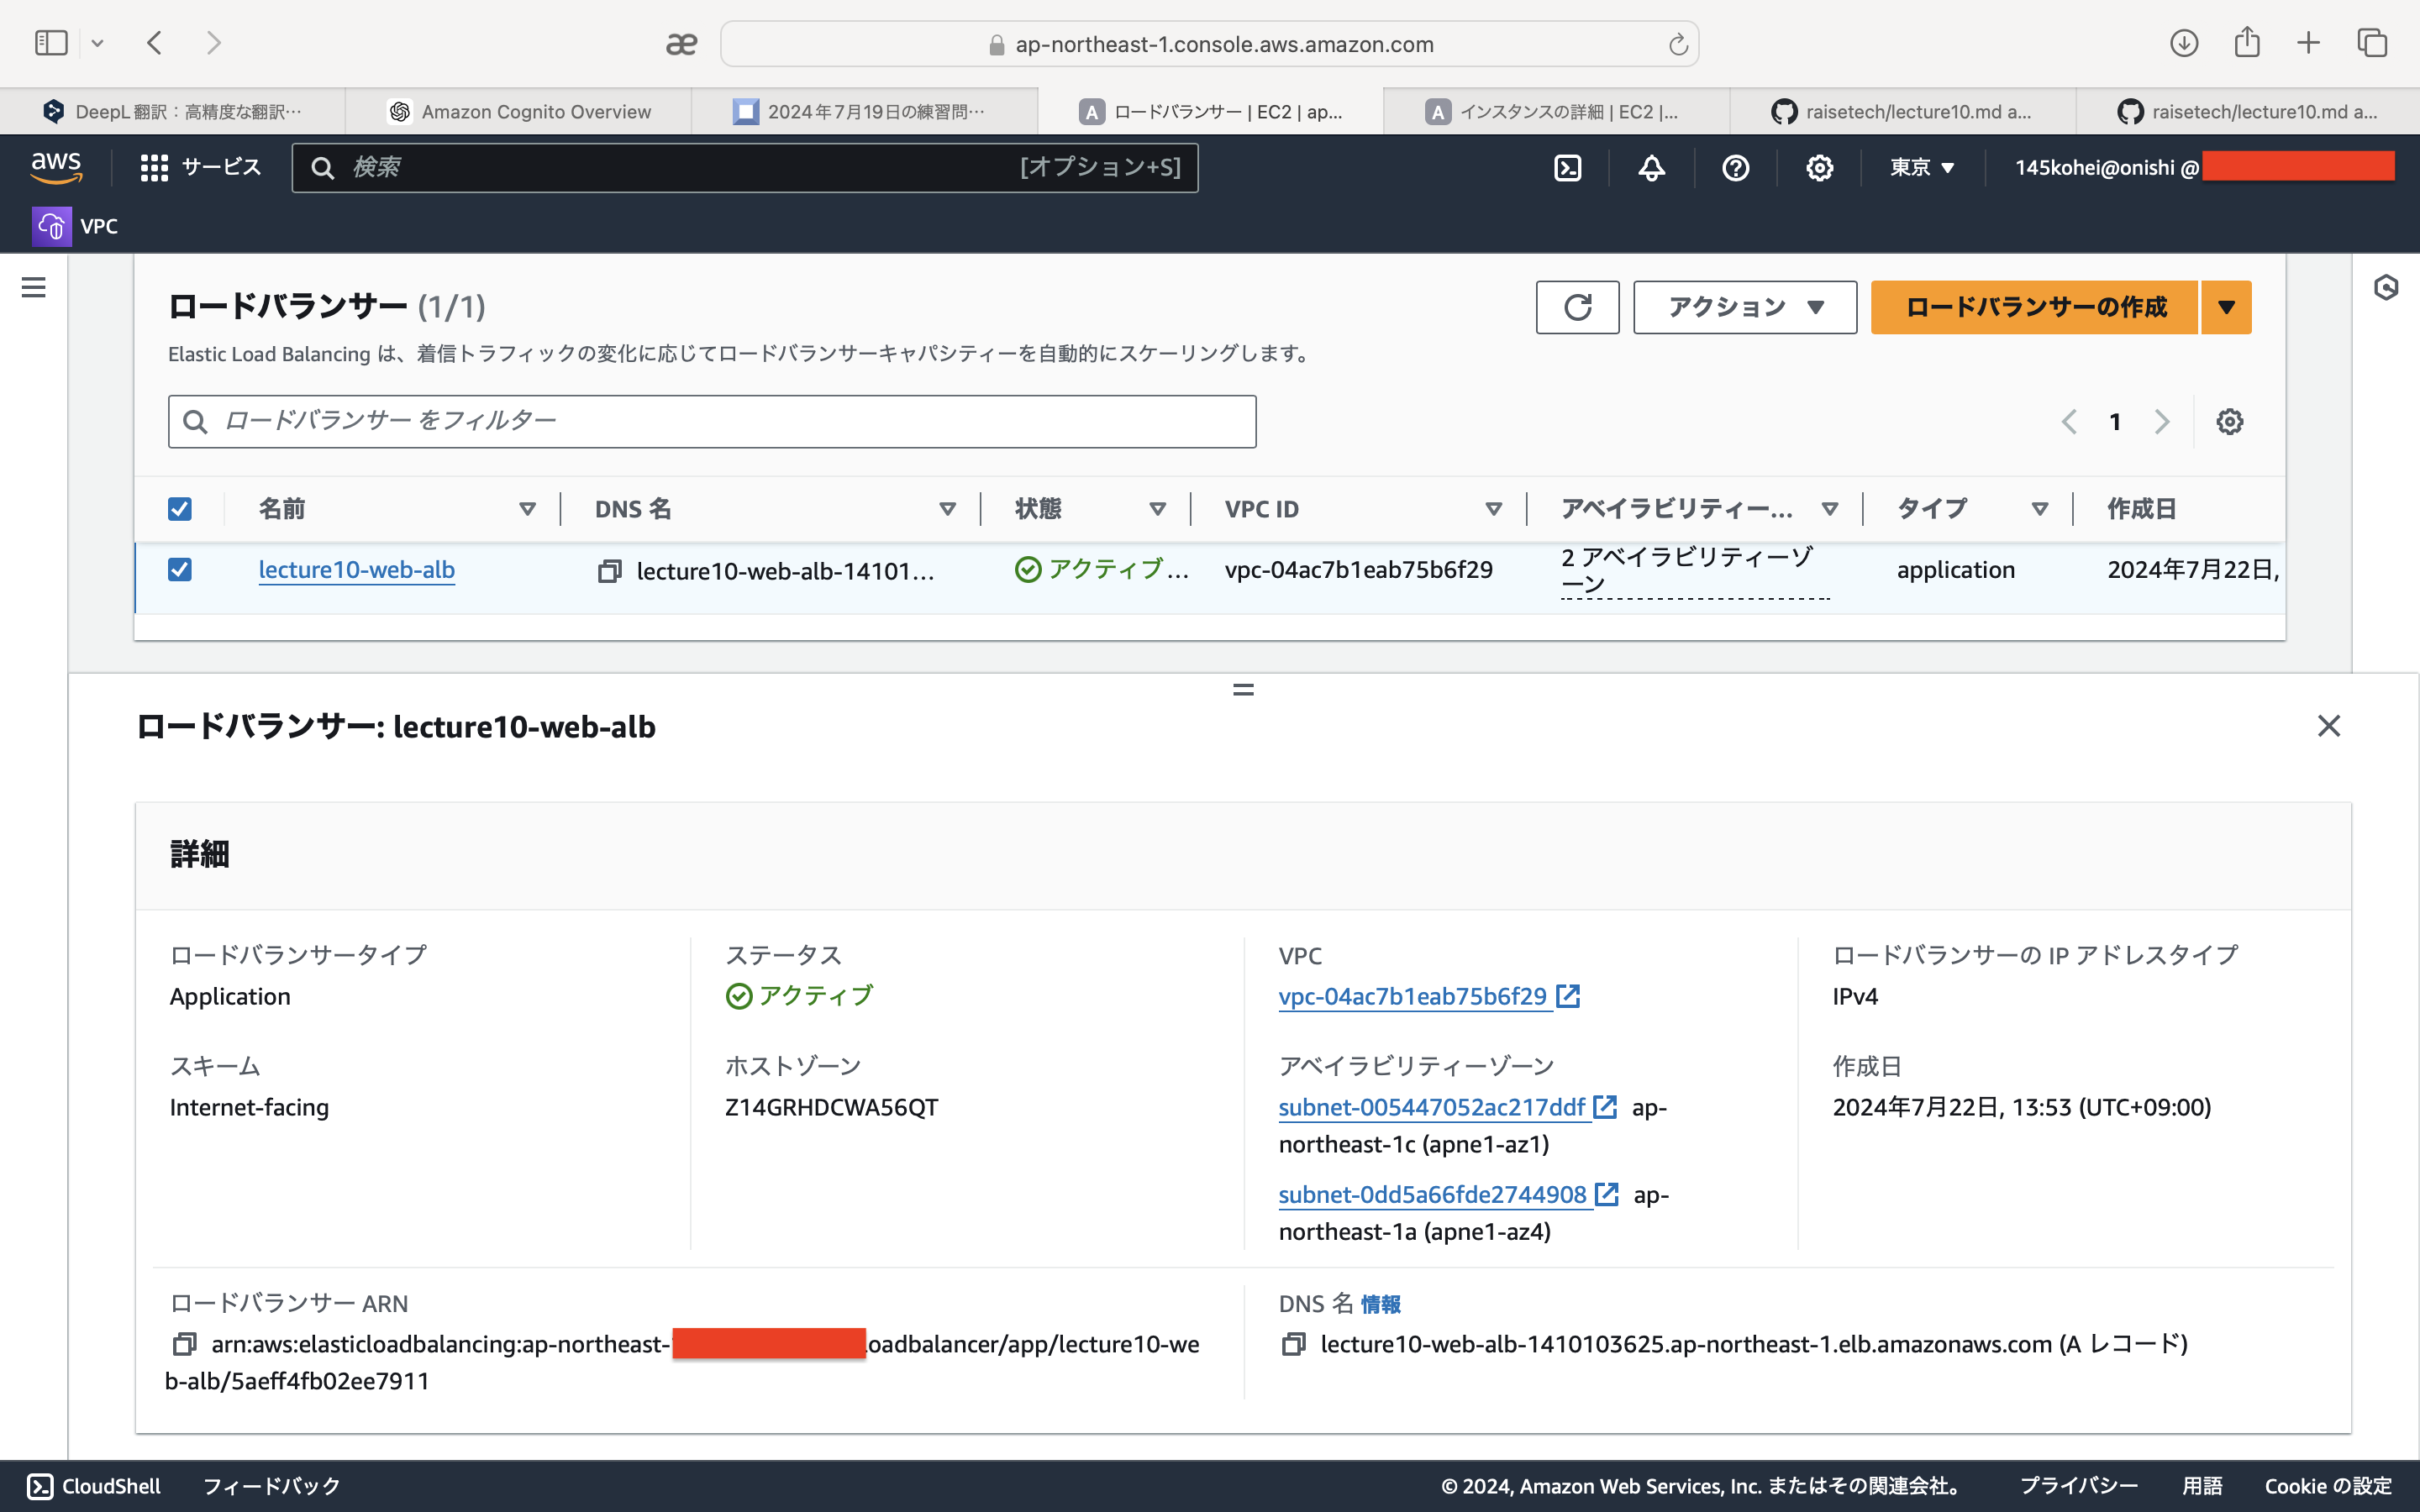 ap-northeast-1.console.aws.amazon.com
DeepL 翻訳：高精度な翻訳…
Amazon Cognito Overview
2024年7月19日の練習問…
ロードバランサー | EC2 | ap...
インスタンスの詳細 | EC2 |...
raisetech/lecture10.md a...
raisetech/lecture10.md a...
aws
サービス
検索
[オプション+S]
東京 ▼
145kohei@onishi @
VPC
ロードバランサー (1/1)
アクション ▼
ロードバランサーの作成
Elastic Load Balancing は、着信トラフィックの変化に応じてロードバランサーキャパシティーを自動的にスケーリングします。
ロードバランサー をフィルター
1
名前
DNS 名
状態
VPC ID
アベイラビリティー...
タイプ
作成日
lecture10-web-alb
lecture10-web-alb-14101...
アクティブ...
vpc-04ac7b1eab75b6f29
2 アベイラビリティーゾ
ーン
application
2024年7月22日,
ロードバランサー: lecture10-web-alb
詳細
ロードバランサータイプ
Application
ステータス
アクティブ
VPC
vpc-04ac7b1eab75b6f29
ロードバランサーの IP アドレスタイプ
IPv4
スキーム
Internet-facing
ホストゾーン
Z14GRHDCWA56QT
アベイラビリティーゾーン
subnet-005447052ac217ddf ap-
northeast-1c (apne1-az1)
subnet-0dd5a66fde2744908 ap-
northeast-1a (apne1-az4)
作成日
2024年7月22日, 13:53 (UTC+09:00)
ロードバランサー ARN
arn:aws:elasticloadbalancing:ap-northeast- oadbalancer/app/lecture10-we
b-alb/5aeff4fb02ee7911
DNS 名 情報
lecture10-web-alb-1410103625.ap-northeast-1.elb.amazonaws.com (A レコード)
CloudShell
フィードバック
© 2024, Amazon Web Services, Inc. またはその関連会社。
プライバシー
用語
Cookie の設定